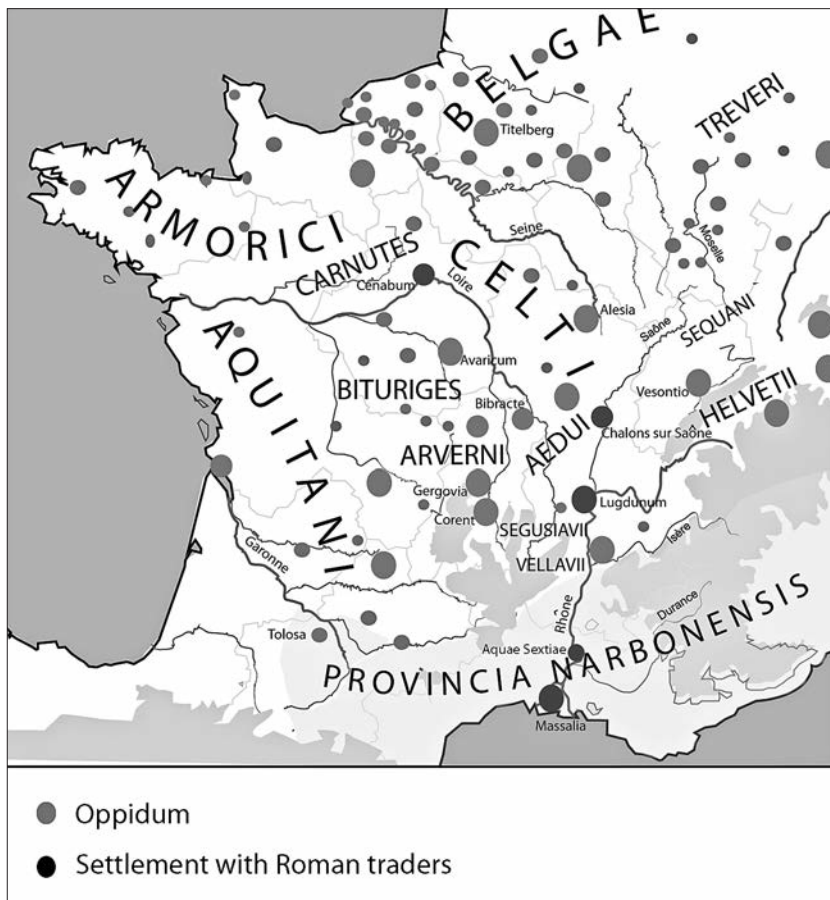 BELGAE
TREVERI
Titelberg
ARMORICI
Moselle
Seine
CARNUTES
CELTI
Cenabum
Loire
Alesia
Saône
SEQUANI
AQUITANI
Avaricum
BITURIGES
Vesontio
HELVETII
Bibracte
AEDUI
Chalons sur Saône
ARVERNI
Gergovia
Lugdunum
Corent
SEGUSIAVII
Isère
VELLAVII
Garonne
Rhône
Durance
Tolosa
Aquae Sextiae
PROVINCIA NARBONENSIS
Massalia
Oppidum
Settlement with Roman traders